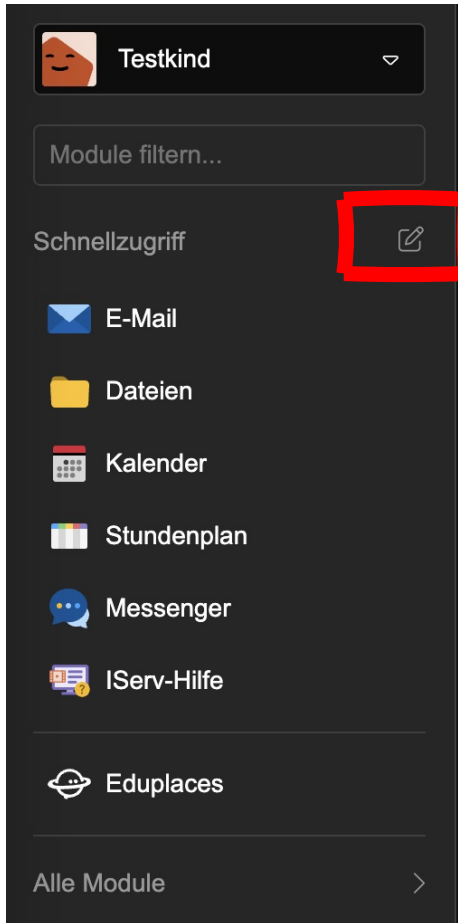 Testkind
Module filtern...
Schnellzugriff
E-Mail
Dateien
Kalender
Stundenplan
Messenger
IServ-Hilfe
Eduplaces
Alle Module